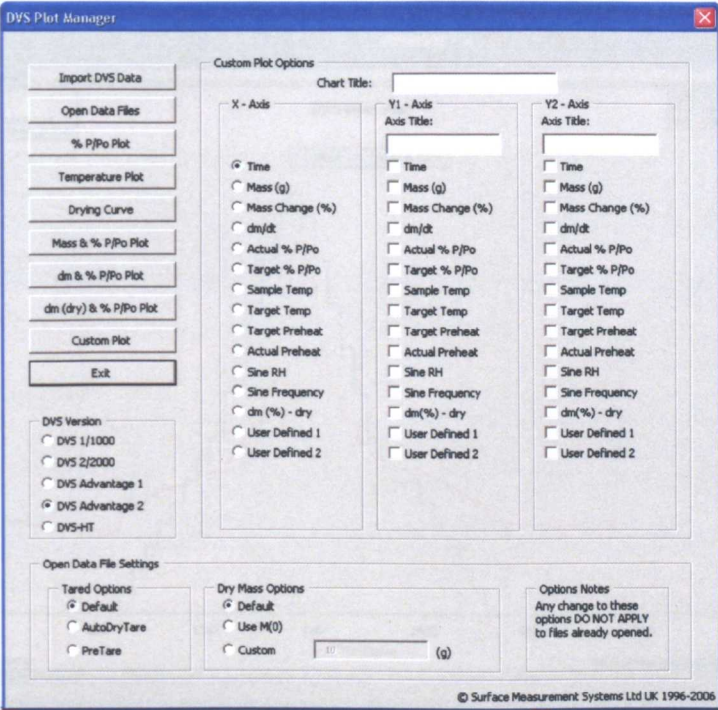 DVS Plot Manager
Import DVS Data
Open Data Files
% P/Po Plot
Temperature Plot
Drying Curve
Mass & % P/Po Plot
dm & % P/Po Plot
dm (dry) & % P/Po Plot
Custom Plot
Exit
DVS Version
DVS 1/1000
DVS 2/2000
DVS Advantage 1
DVS Advantage 2
DVS-HT
Custom Plot Options
Chart Title:
X - Axis
Time
Mass (g)
Mass Change (%)
dm/dt
Actual % P/Po
Target % P/Po
Sample Temp
Target Temp
Target Preheat
Actual Preheat
Sine RH
Sine Frequency
dm (%) - dry
User Defined 1
User Defined 2
Y1 - Axis
Axis Title:
Time
Mass (g)
Mass Change (%)
dm/dt
Actual % P/Po
Target % P/Po
Sample Temp
Target Temp
Target Preheat
Actual Preheat
Sine RH
Sine Frequency
dm(%) - dry
User Defined 1
User Defined 2
Y2 - Axis
Axis Title:
Time
Mass (g)
Mass Change (%)
dm/dt
Actual % P/Po
Target % P/Po
Sample Temp
Target Temp
Target Preheat
Actual Preheat
Sine RH
Sine Frequency
dm(%) - dry
User Defined 1
User Defined 2
Open Data File Settings
Tared Options
Default
AutoDryTare
PreTare
Dry Mass Options
Default
Use M(0)
Custom 10 (g)
Options Notes
Any change to these
options DO NOT APPLY
to files already opened.
© Surface Measurement Systems Ltd UK 1996-2006